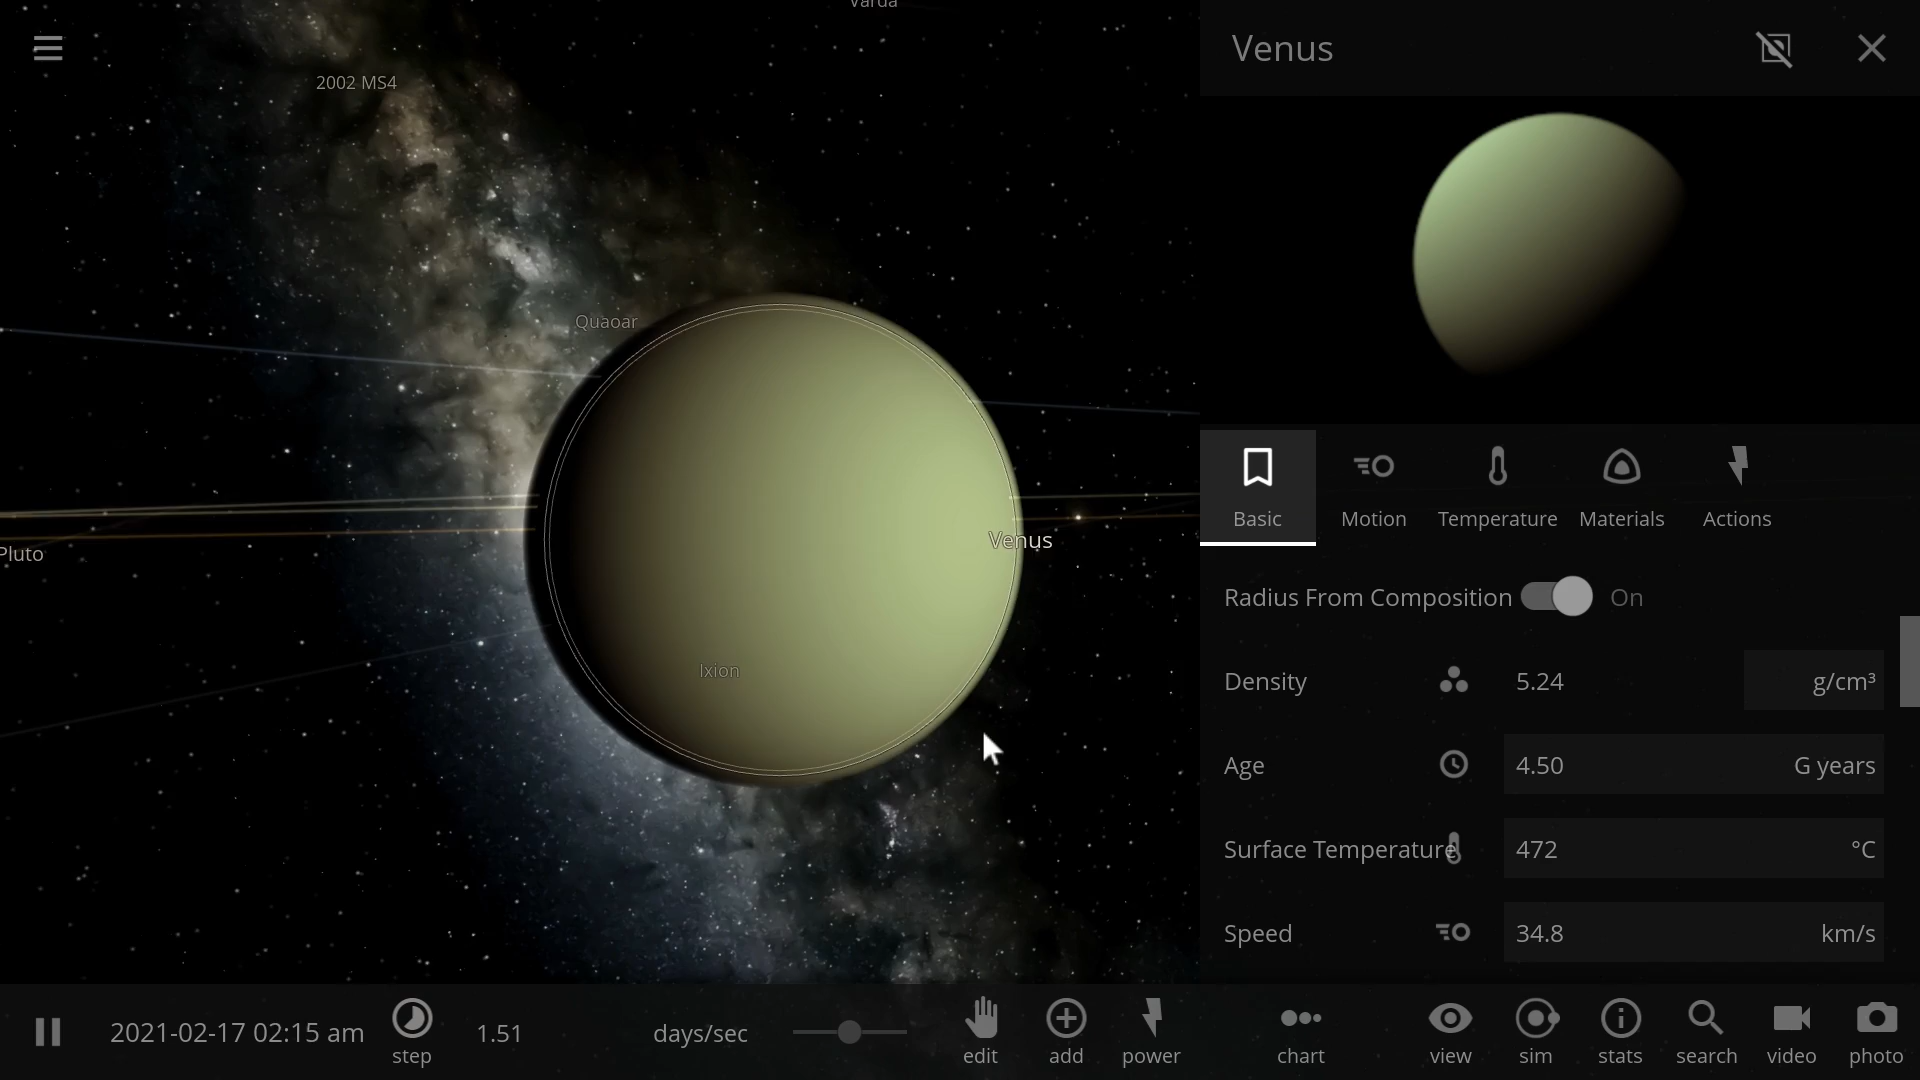 Varda
2002 MS4
Quaoar
Venus
Pluto
Ixion
Venus
Basic
Motion
Temperature
Materials
Actions
Radius From Composition On
Density 5.24 g/cm³
Age 4.50 G years
Surface Temperature 472 °C
Speed 34.8 km/s
2021-02-17 02:15 am
step
1.51 days/sec
edit
add
power
chart
view
sim
stats
search
video
photo